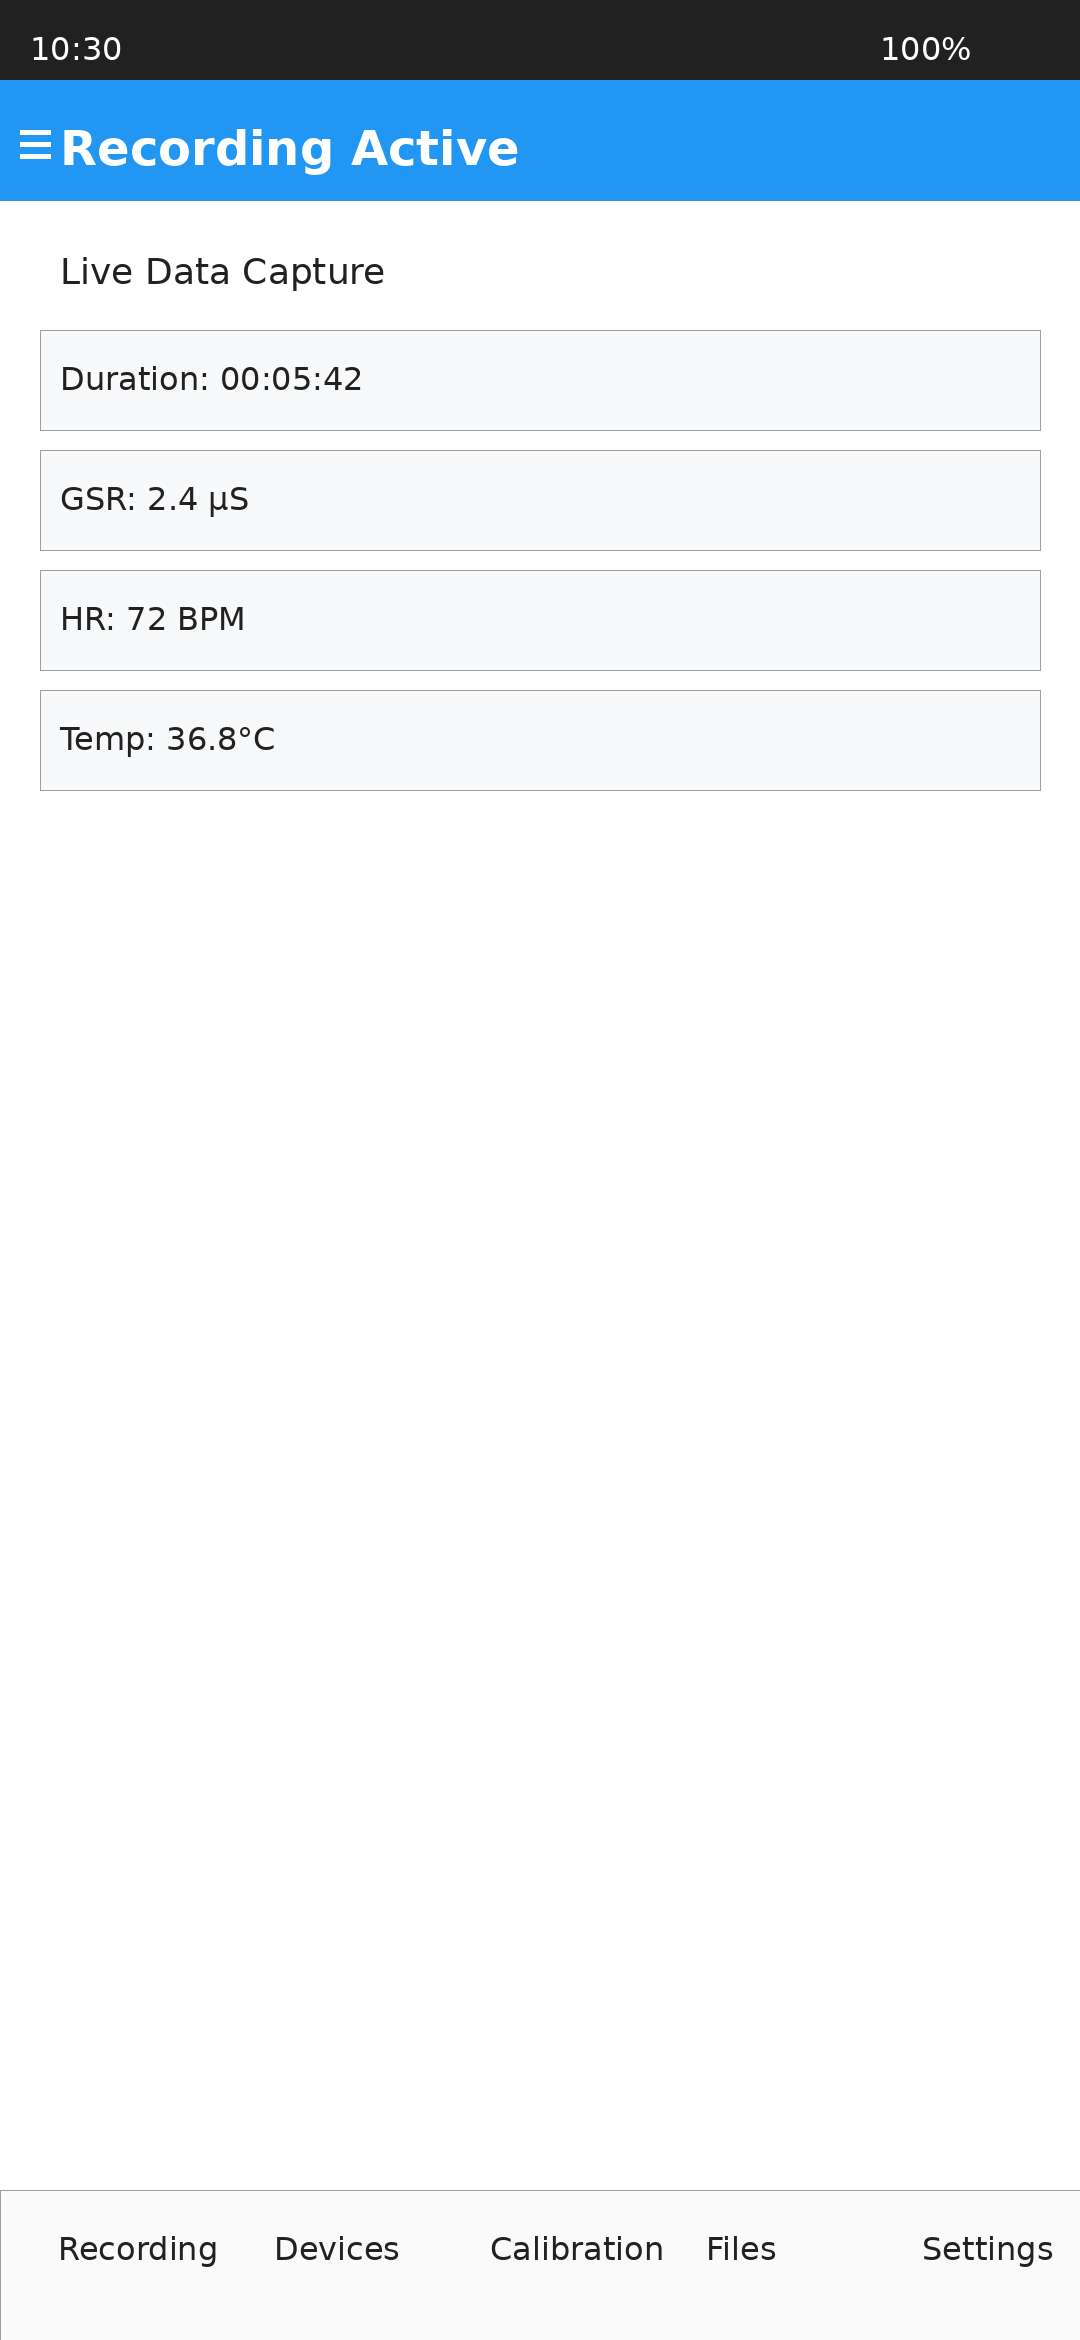 10:30 100%
Recording Active
Live Data Capture
Duration: 00:05:42
GSR: 2.4 µS
HR: 72 BPM
Temp: 36.8°C
Recording Devices Calibration Files Settings